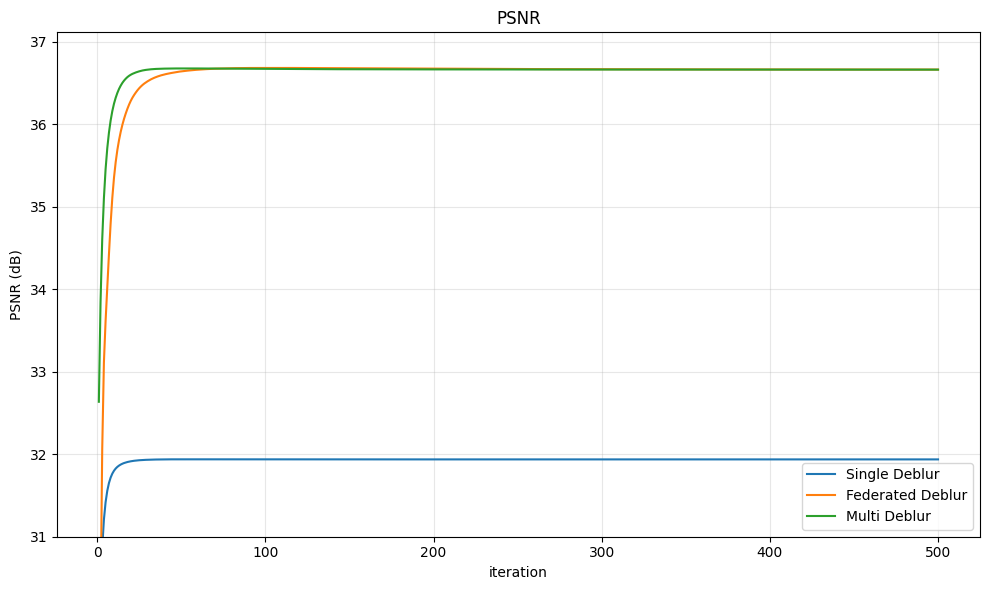 PSNR
PSNR (dB)
37
36
35
34
33
32
31
0 100 200 300 400 500
iteration
Single Deblur
Federated Deblur
Multi Deblur